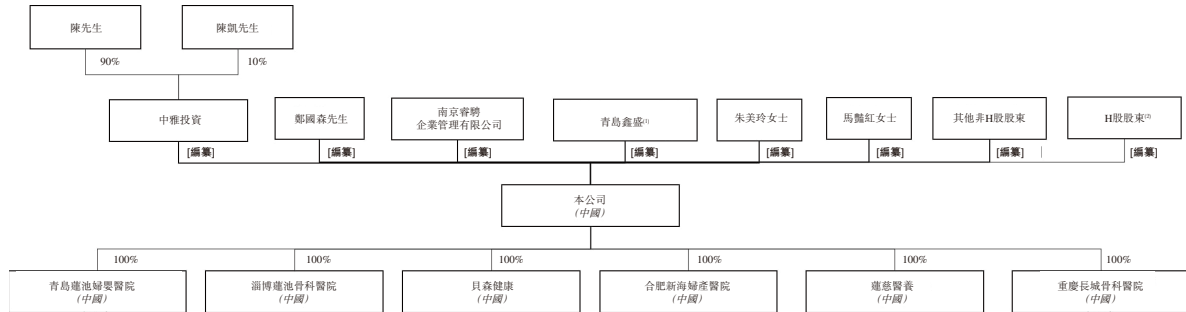 陳先生
陳凱先生
90%
10%
中雅投資
鄭國森先生
南京睿聘
企業管理有限公司
青島鑫盛(1)
朱美玲女士
馬豔紅女士
其他非H股股東
H股股東(2)
[編纂]
[編纂]
[編纂]
[編纂]
[編纂]
[編纂]
[編纂]
[編纂]
本公司
(中國)
100%
100%
100%
100%
100%
100%
青島蓮池婦嬰醫院
(中國)
淄博蓮池骨科醫院
(中國)
貝森健康
(中國)
合肥新海婦產醫院
(中國)
蓮慈醫養
(中國)
重慶長城骨科醫院
(中國)